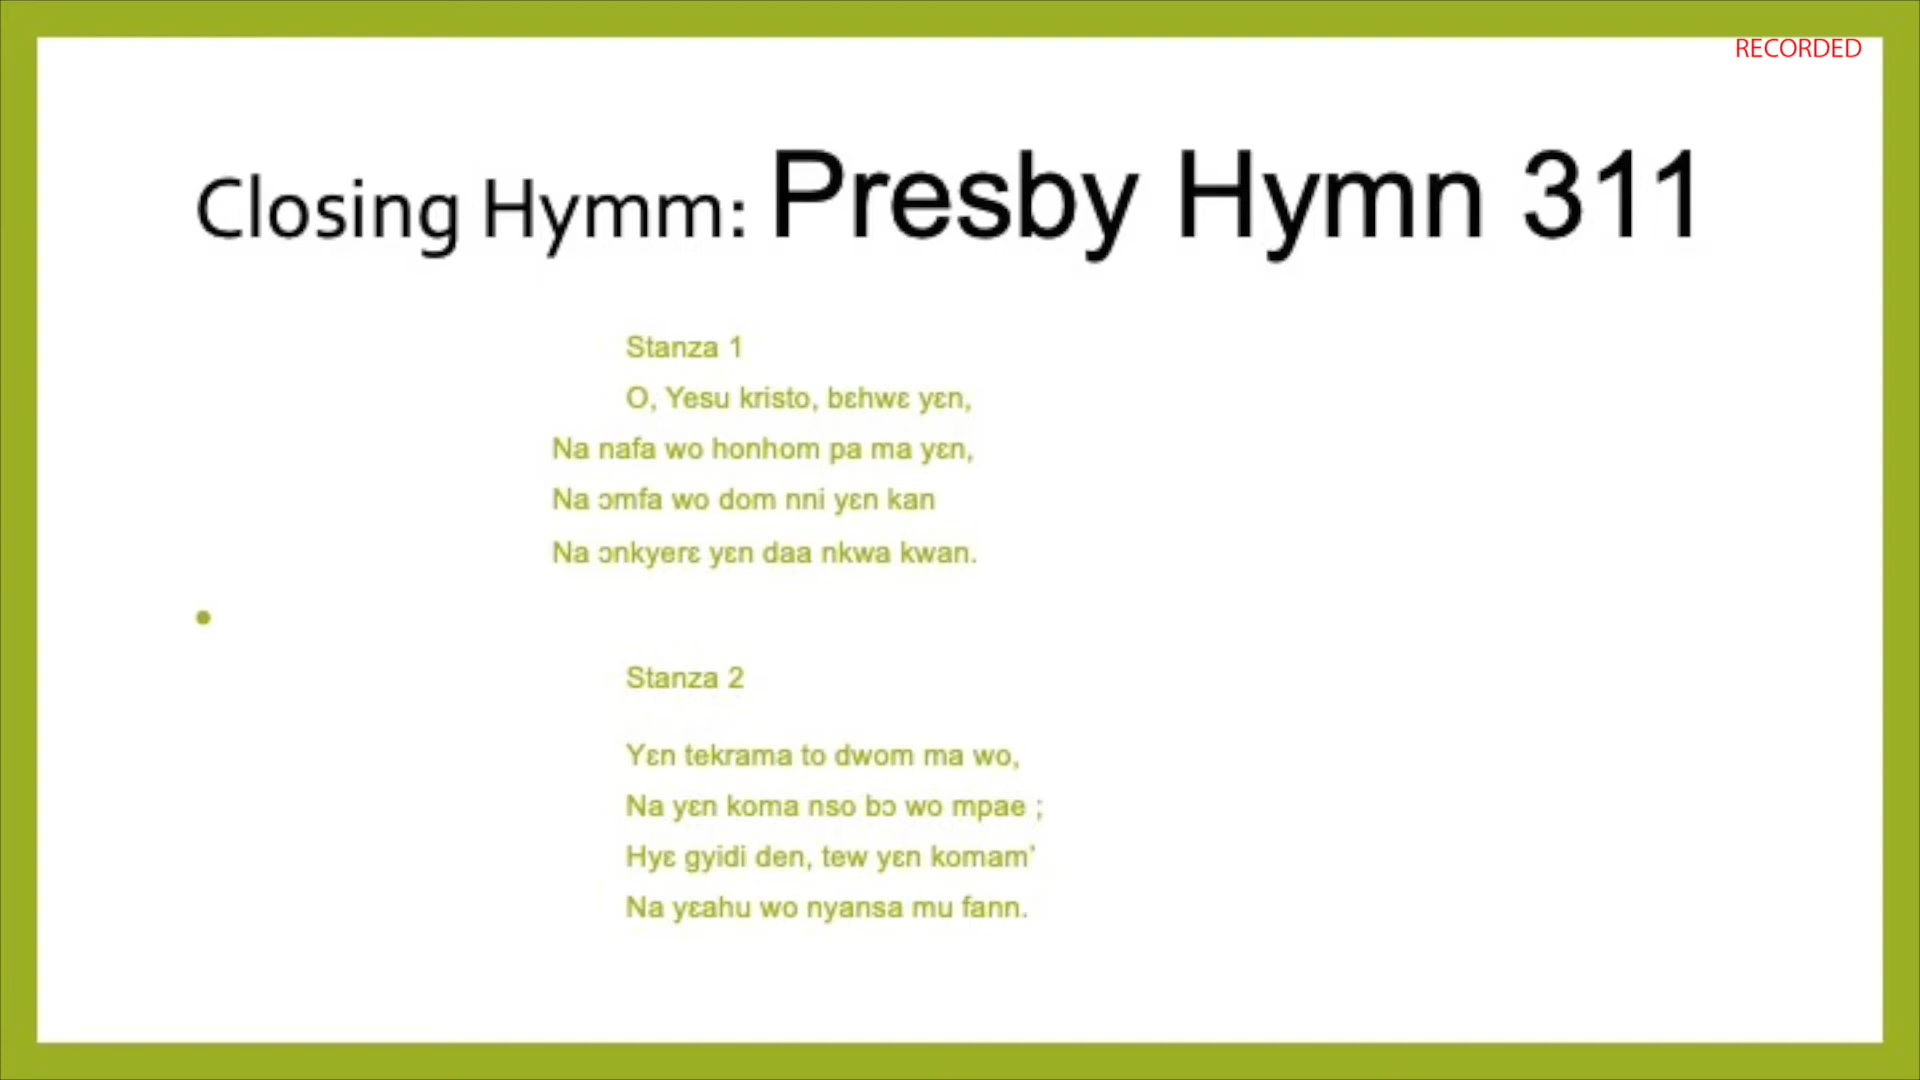 RECORDED
Closing Hymm: Presby Hymn 311
Stanza 1
O, Yesu kristo, bɛhwɛ yɛn,
Na nafa wo honhom pa ma yɛn,
Na ɔmfa wo dom nni yɛn kan
Na ɔnkyerɛ yɛn daa nkwa kwan.
Stanza 2
Yɛn tekrama to dwom ma wo,
Na yɛn koma nso bɔ wo mpae ;
Hyɛ gyidi den, tew yɛn komam'
Na yɛahu wo nyansa mu fann.